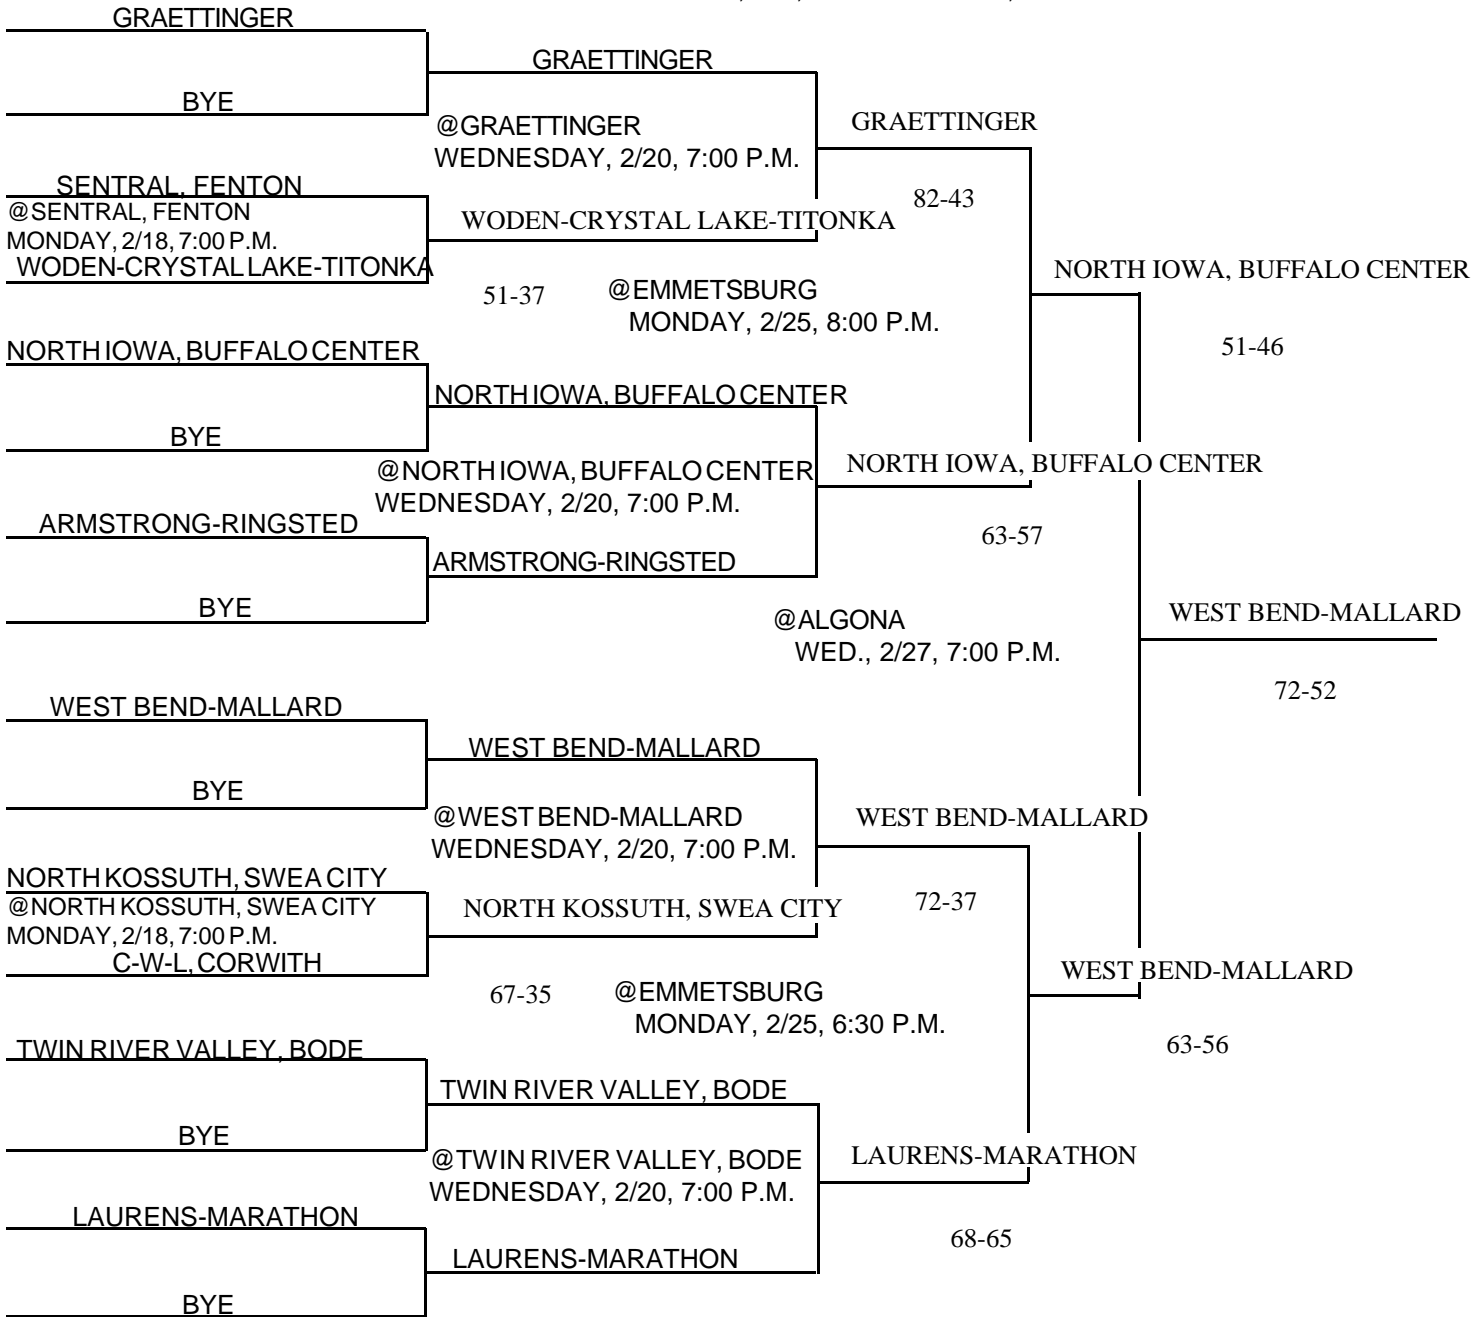 GRAETTINGER
GRAETTINGER
BYE
@GRAETTINGER
WEDNESDAY, 2/20, 7:00 P.M.
GRAETTINGER
SENTRAL, FENTON
@SENTRAL, FENTON
MONDAY, 2/18, 7:00 P.M.
WODEN-CRYSTAL LAKE-TITONKA
WODEN-CRYSTAL LAKE-TITONKA
82-43
51-37
@EMMETSBURG
MONDAY, 2/25, 8:00 P.M.
NORTH IOWA, BUFFALO CENTER
51-46
NORTH IOWA, BUFFALO CENTER
NORTH IOWA, BUFFALO CENTER
BYE
@NORTH IOWA, BUFFALO CENTER
WEDNESDAY, 2/20, 7:00 P.M.
NORTH IOWA, BUFFALO CENTER
63-57
ARMSTRONG-RINGSTED
ARMSTRONG-RINGSTED
BYE
@ALGONA
WED., 2/27, 7:00 P.M.
WEST BEND-MALLARD
72-52
WEST BEND-MALLARD
WEST BEND-MALLARD
BYE
@WEST BEND-MALLARD
WEDNESDAY, 2/20, 7:00 P.M.
WEST BEND-MALLARD
NORTH KOSSUTH, SWEA CITY
@NORTH KOSSUTH, SWEA CITY
MONDAY, 2/18, 7:00 P.M.
C-W-L, CORWITH
NORTH KOSSUTH, SWEA CITY
72-37
67-35
@EMMETSBURG
MONDAY, 2/25, 6:30 P.M.
WEST BEND-MALLARD
63-56
TWIN RIVER VALLEY, BODE
TWIN RIVER VALLEY, BODE
BYE
@TWIN RIVER VALLEY, BODE
WEDNESDAY, 2/20, 7:00 P.M.
LAURENS-MARATHON
68-65
LAURENS-MARATHON
LAURENS-MARATHON
BYE